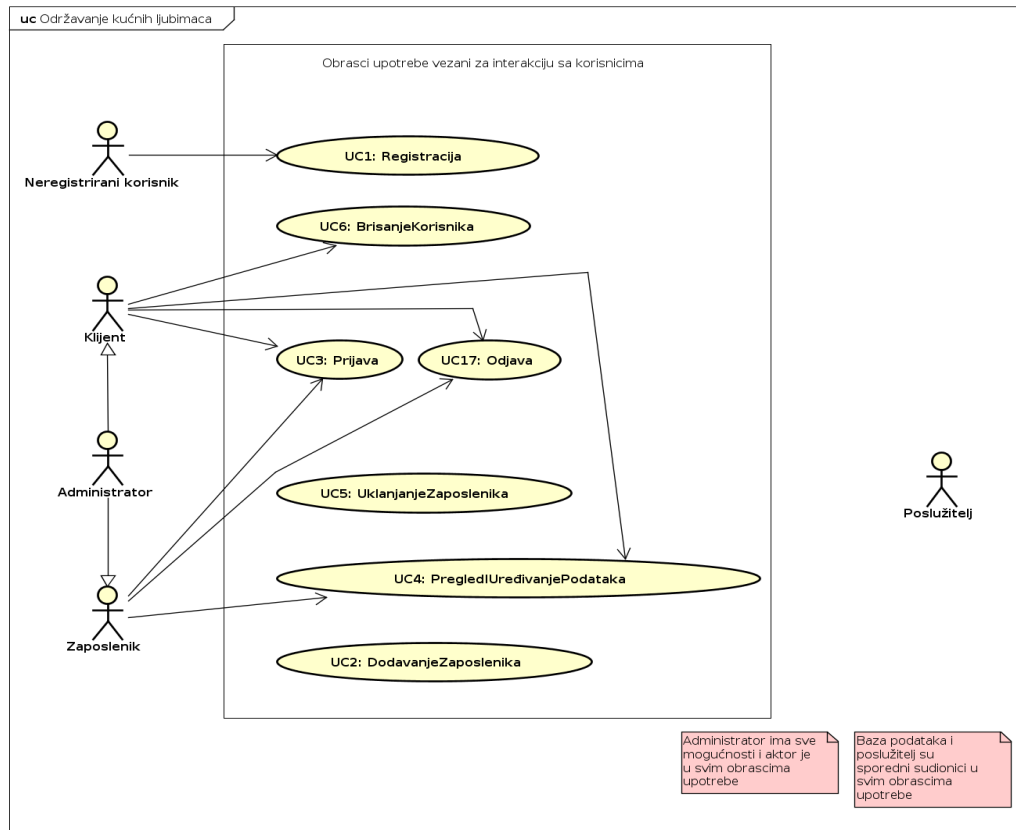 uc Održavanje kućnih ljubimaca
Obrasci upotrebe vezani za interakciju sa korisnicima
UC1: Registracija
Neregistrirani korisnik
UC6: BrisanjeKorisnika
Klijent
UC3: Prijava
UC17: Odjava
Administrator
UC5: UklanjanjeZaposlenika
Poslužitelj
UC4: PregledIUređivanjePodataka
Zaposlenik
UC2: DodavanjeZaposlenika
Administrator ima sve
mogućnosti i aktor je
u svim obrascima
upotrebe
Baza podataka i
poslužitelj su
sporedni sudionici u
svim obrascima
upotrebe